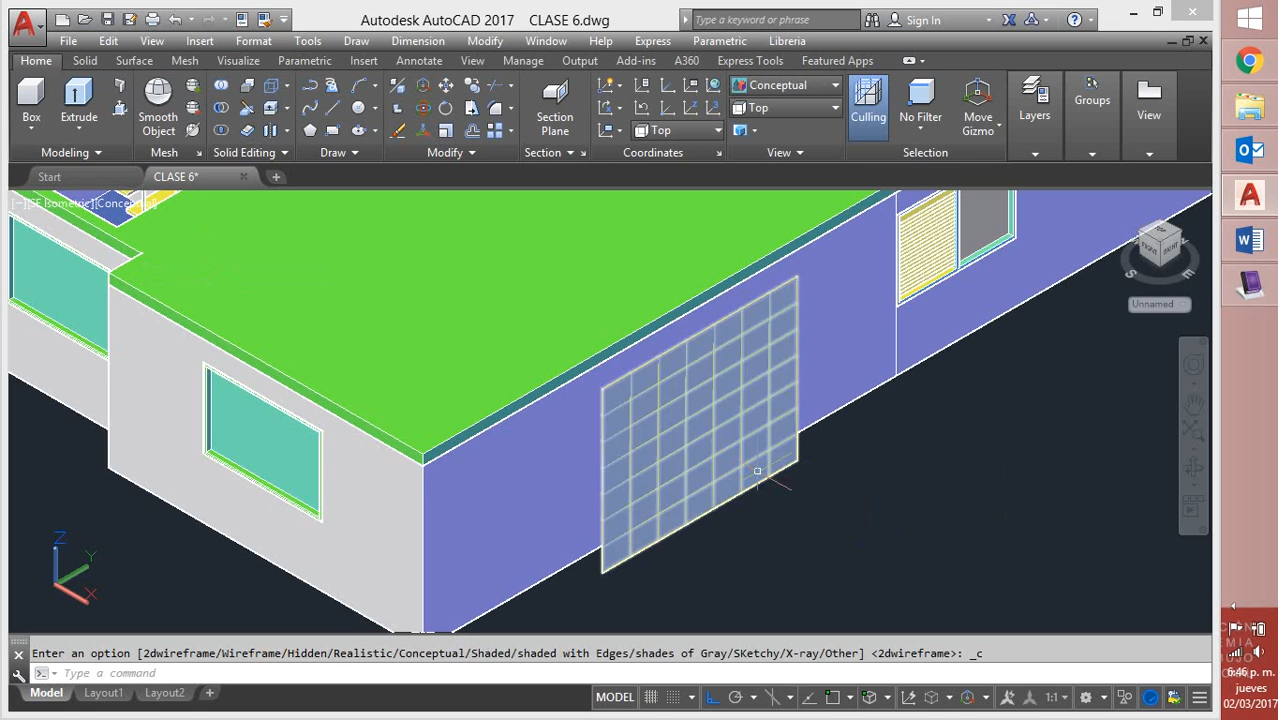 Autodesk AutoCAD 2017 CLASE 6.dwg
Type a keyword or phrase
Sign In
File Edit View Insert Format Tools Draw Dimension Modify Window Help Express Parametric Libreria
Home Solid Surface Mesh Visualize Parametric Insert Annotate View Manage Output Add-ins A360 Express Tools Featured Apps
Conceptual
Top
Top
Box
Extrude
Smooth
Object
Section
Plane
Culling
No Filter
Move
Gizmo
Layers
Groups
View
Modeling
Mesh
Solid Editing
Draw
Modify
Section
Coordinates
View
Selection
Start
CLASE 6*
TOP
FRONT
S
E
Unnamed
Z
Y
X
Enter an option [2dwireframe/Wireframe/Hidden/Realistic/Conceptual/Shaded/shaded with Edges/shades of Gray/SKetchy/X-ray/Other] <2dwireframe>: _c
Type a command
Model Layout1 Layout2
MODEL
1:1
6:46 p. m.
jueves
02/03/2017